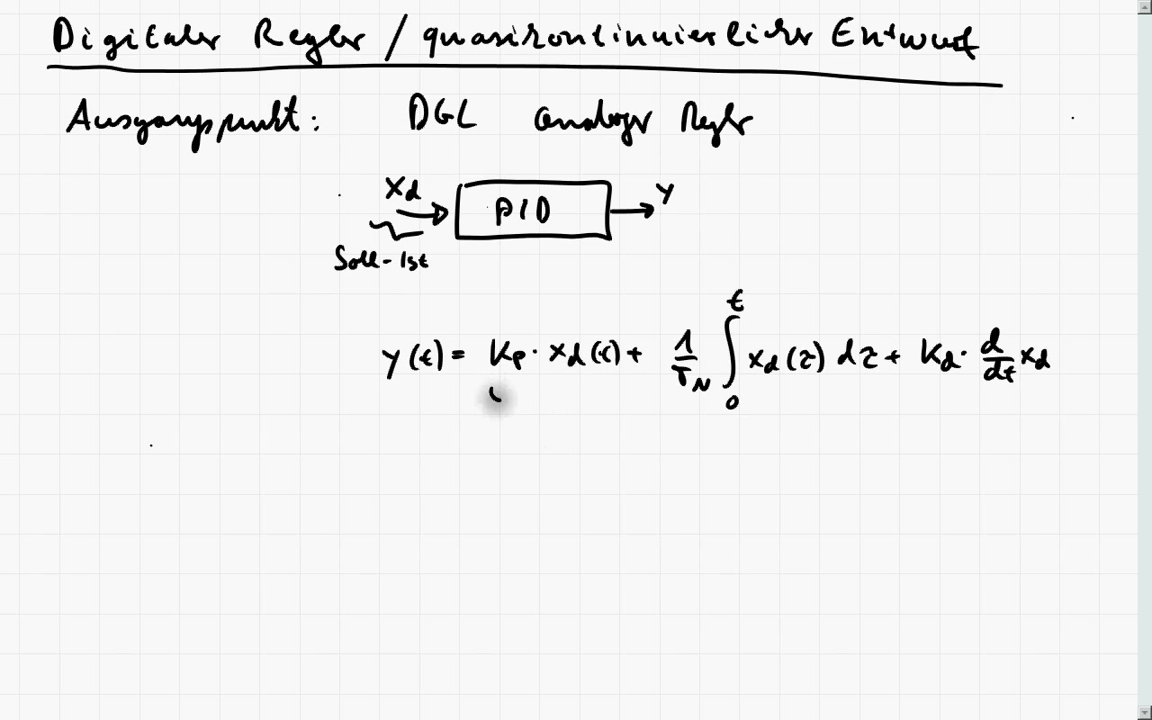 Digitaler Regler / quasikontinuierlicher Entwurf
Ausgangspunkt: DGL analoger Regler
xd PID y
Soll-Ist
y(t) = Kp · xd(t) + 1/TN ∫₀ᵗ xd(τ) dτ + Kd · d/dt xd